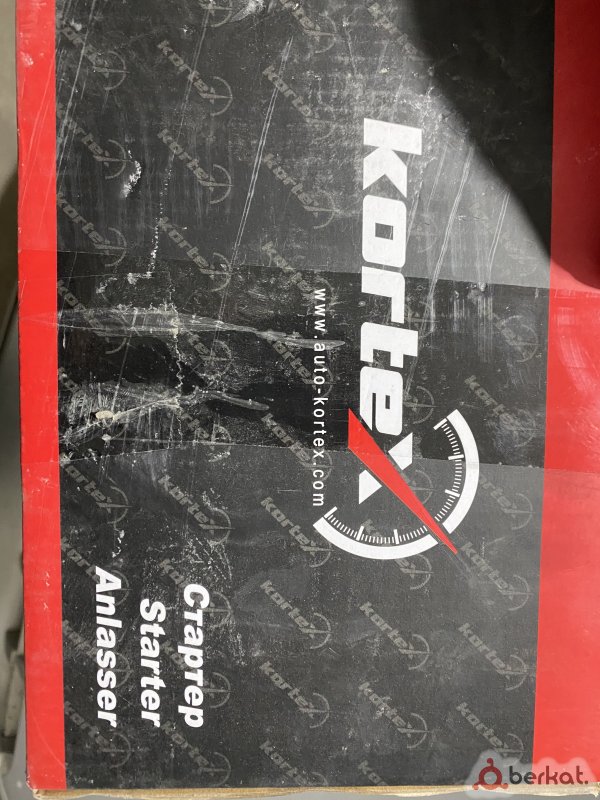 kortex
www.auto-kortex.com
Стартер
Starter
Anlasser
berkat.